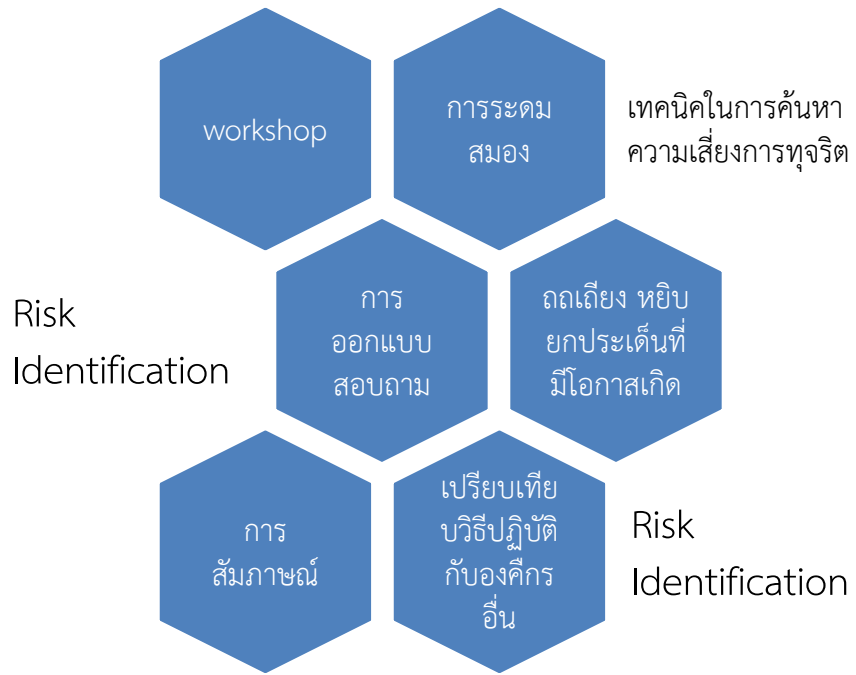 workshop
การระดม
สมอง
เทคนิคในการค้นหา
ความเสี่ยงการทุจริต
Risk
Identification
การ
ออกแบบ
สอบถาม
ถถเถียง หยิบ
ยกประเด็นที่
มีโอกาสเกิด
การ
สัมภาษณ์
เปรียบเทีย
บวิธีปฏิบัติ
กับองคืกร
อื่น
Risk
Identification